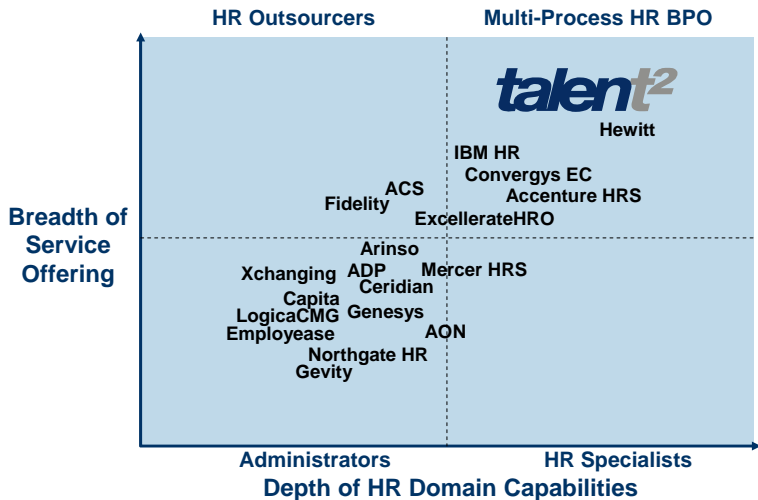 HR Outsourcers
Multi-Process HR BPO
talent2
Hewitt
IBM HR
Convergys EC
ACS
Accenture HRS
Fidelity
ExcellerateHRO
Breadth of
Service
Offering
Arinso
Xchanging
ADP
Mercer HRS
Ceridian
Capita
LogicaCMG
Genesys
Employease
AON
Northgate HR
Gevity
Administrators
HR Specialists
Depth of HR Domain Capabilities